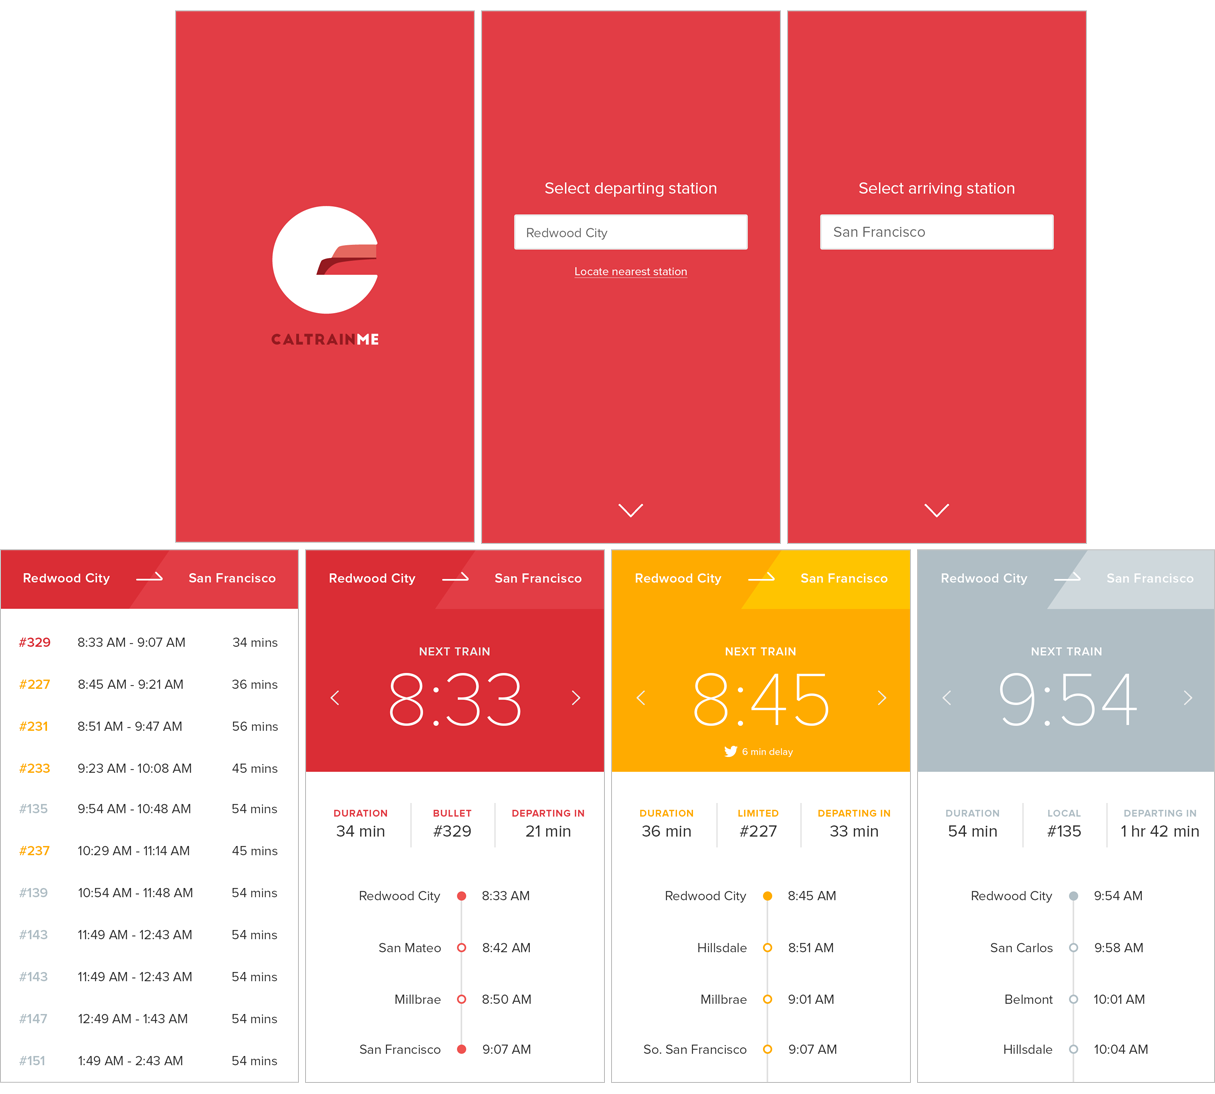 CALTRAINME
Select departing station
Redwood City
Locate nearest station
Select arriving station
San Francisco
Redwood City San Francisco
#329 8:33 AM - 9:07 AM 34 mins
#227 8:45 AM - 9:21 AM 36 mins
#231 8:51 AM - 9:47 AM 56 mins
#233 9:23 AM - 10:08 AM 45 mins
#135 9:54 AM - 10:48 AM 54 mins
#237 10:29 AM - 11:14 AM 45 mins
#139 10:54 AM - 11:48 AM 54 mins
#143 11:49 AM - 12:43 AM 54 mins
#143 11:49 AM - 12:43 AM 54 mins
#147 12:49 AM - 1:43 AM 54 mins
#151 1:49 AM - 2:43 AM 54 mins
Redwood City San Francisco
NEXT TRAIN
8:33
DURATION BULLET DEPARTING IN
34 min #329 21 min
Redwood City 8:33 AM
San Mateo 8:42 AM
Millbrae 8:50 AM
San Francisco 9:07 AM
Redwood City San Francisco
NEXT TRAIN
8:45
6 min delay
DURATION LIMITED DEPARTING IN
36 min #227 33 min
Redwood City 8:45 AM
Hillsdale 8:51 AM
Millbrae 9:01 AM
So. San Francisco 9:07 AM
Redwood City San Francisco
NEXT TRAIN
9:54
DURATION LOCAL DEPARTING IN
54 min #135 1 hr 42 min
Redwood City 9:54 AM
San Carlos 9:58 AM
Belmont 10:01 AM
Hillsdale 10:04 AM